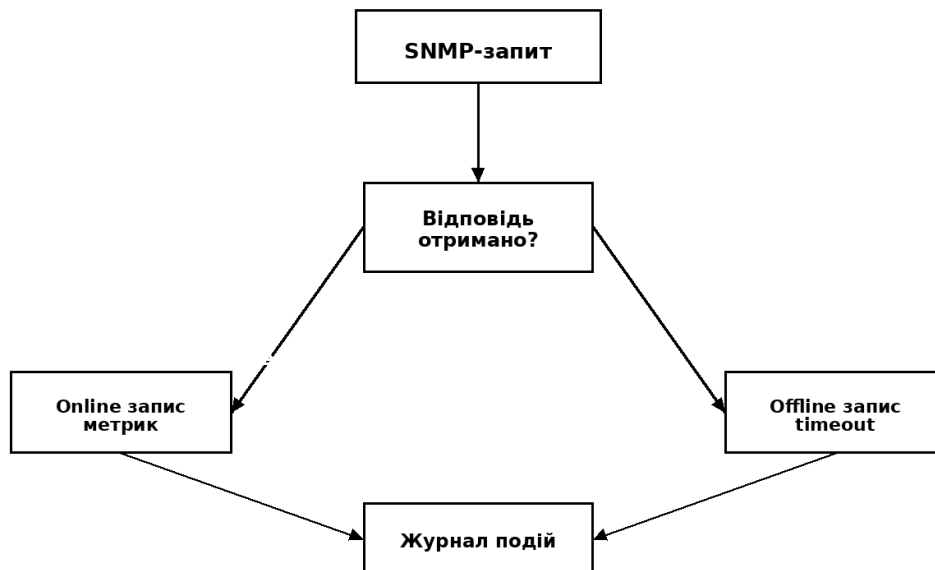 SNMP-запит
Відповідь
отримано?
Online запис
метрик
Offline запис
timeout
Журнал подій